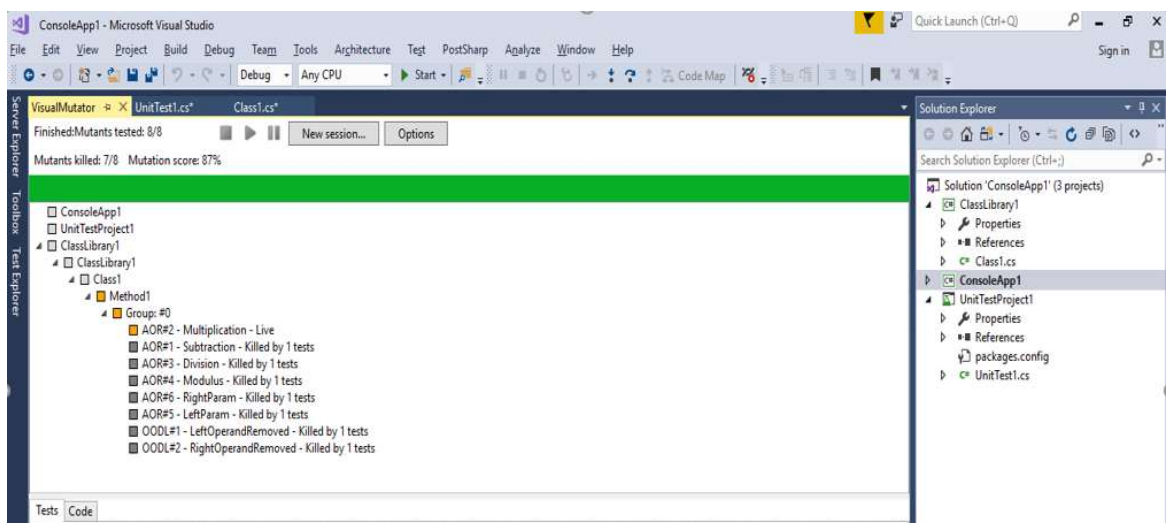 ConsoleApp1 - Microsoft Visual Studio
Quick Launch (Ctrl+Q)
File Edit View Project Build Debug Team Tools Architecture Test PostSharp Analyze Window Help
Sign in
Debug Any CPU Start Code Map
Server Explorer
Toolbox
Test Explorer
VisualMutator UnitTest1.cs* Class1.cs*
Finished:Mutants tested: 8/8 New session... Options
Mutants killed: 7/8 Mutation score: 87%
ConsoleApp1
UnitTestProject1
ClassLibrary1
ClassLibrary1
Class1
Method1
Group: #0
AOR#2 - Multiplication - Live
AOR#1 - Subtraction - Killed by 1 tests
AOR#3 - Division - Killed by 1 tests
AOR#4 - Modulus - Killed by 1 tests
AOR#6 - RightParam - Killed by 1 tests
AOR#5 - LeftParam - Killed by 1 tests
OODL#1 - LeftOperandRemoved - Killed by 1 tests
OODL#2 - RightOperandRemoved - Killed by 1 tests
Tests Code
Solution Explorer
Search Solution Explorer (Ctrl+;)
Solution 'ConsoleApp1' (3 projects)
ClassLibrary1
Properties
References
C# Class1.cs
ConsoleApp1
UnitTestProject1
Properties
References
packages.config
C# UnitTest1.cs